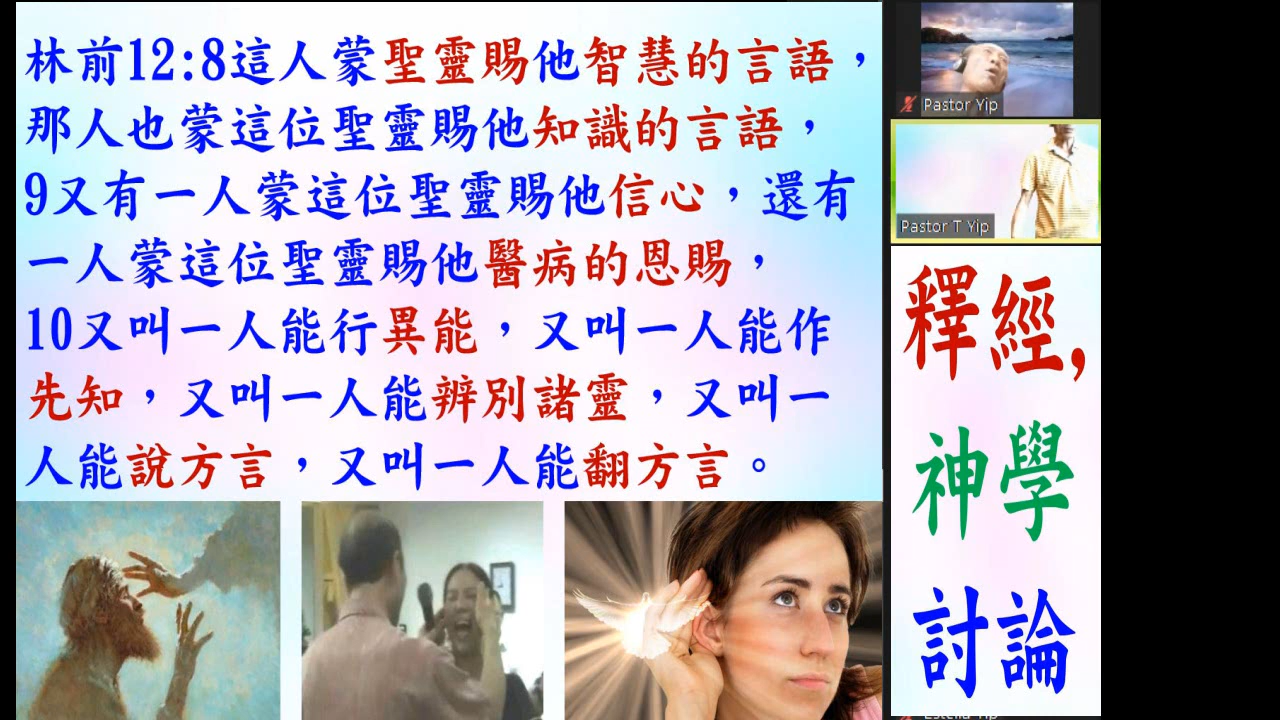 林前12:8這人蒙聖靈賜他智慧的言語，
那人也蒙這位聖靈賜他知識的言語，
9又有一人蒙這位聖靈賜他信心，還有
一人蒙這位聖靈賜他醫病的恩賜，
10又叫一人能行異能，又叫一人能作
先知，又叫一人能辨別諸靈，又叫一
人能說方言，又叫一人能翻方言。
Pastor Yip
Pastor T Yip
釋經,
神學
討論
Estella Yip